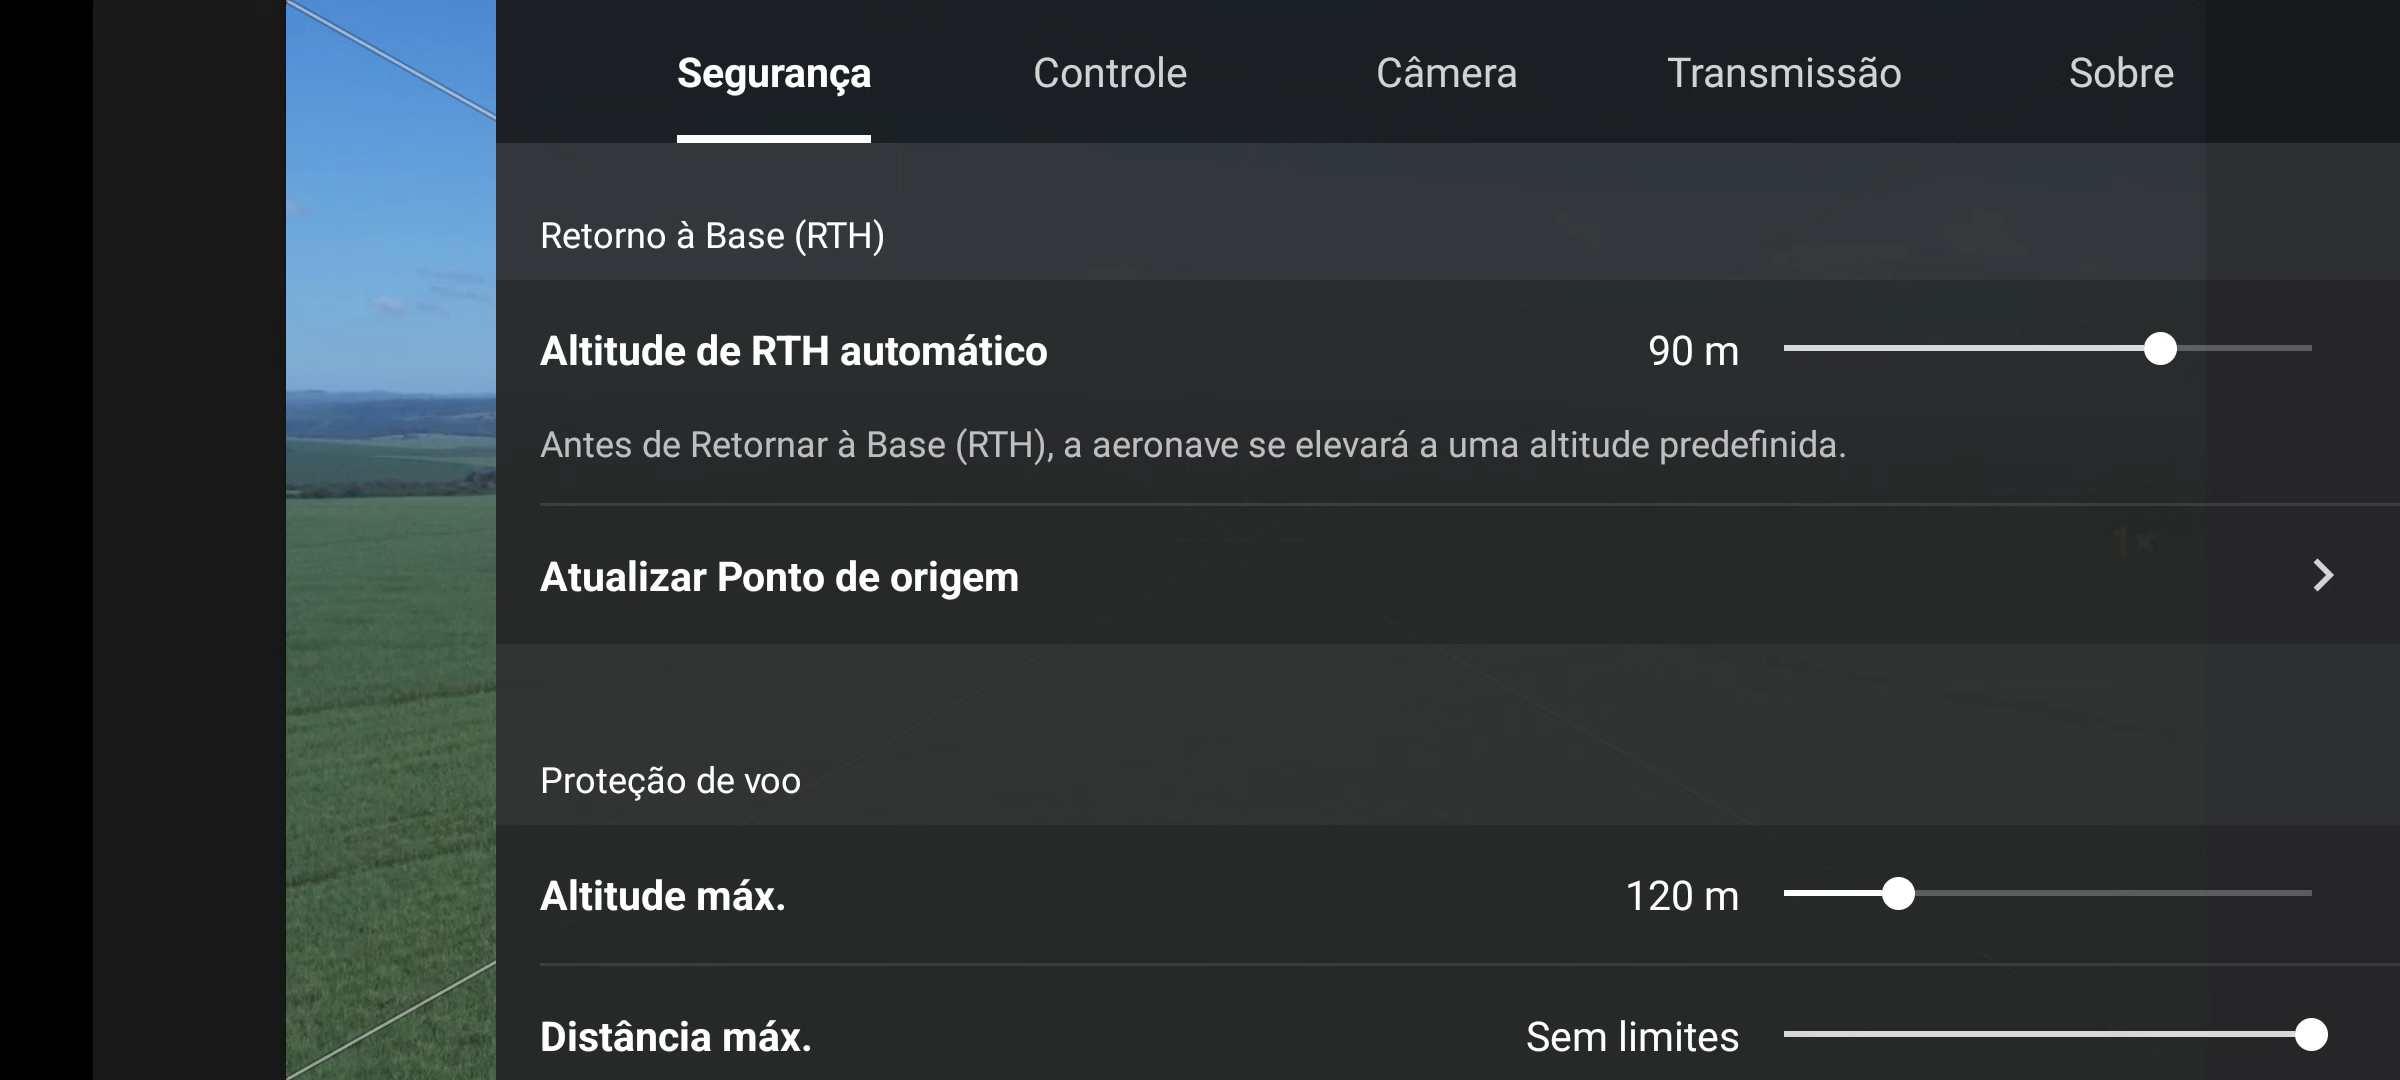 Segurança Controle Câmera Transmissão Sobre
Retorno à Base (RTH)
Altitude de RTH automático 90 m
Antes de Retornar à Base (RTH), a aeronave se elevará a uma altitude predefinida.
Atualizar Ponto de origem
1×
Proteção de voo
Altitude máx. 120 m
Distância máx. Sem limites